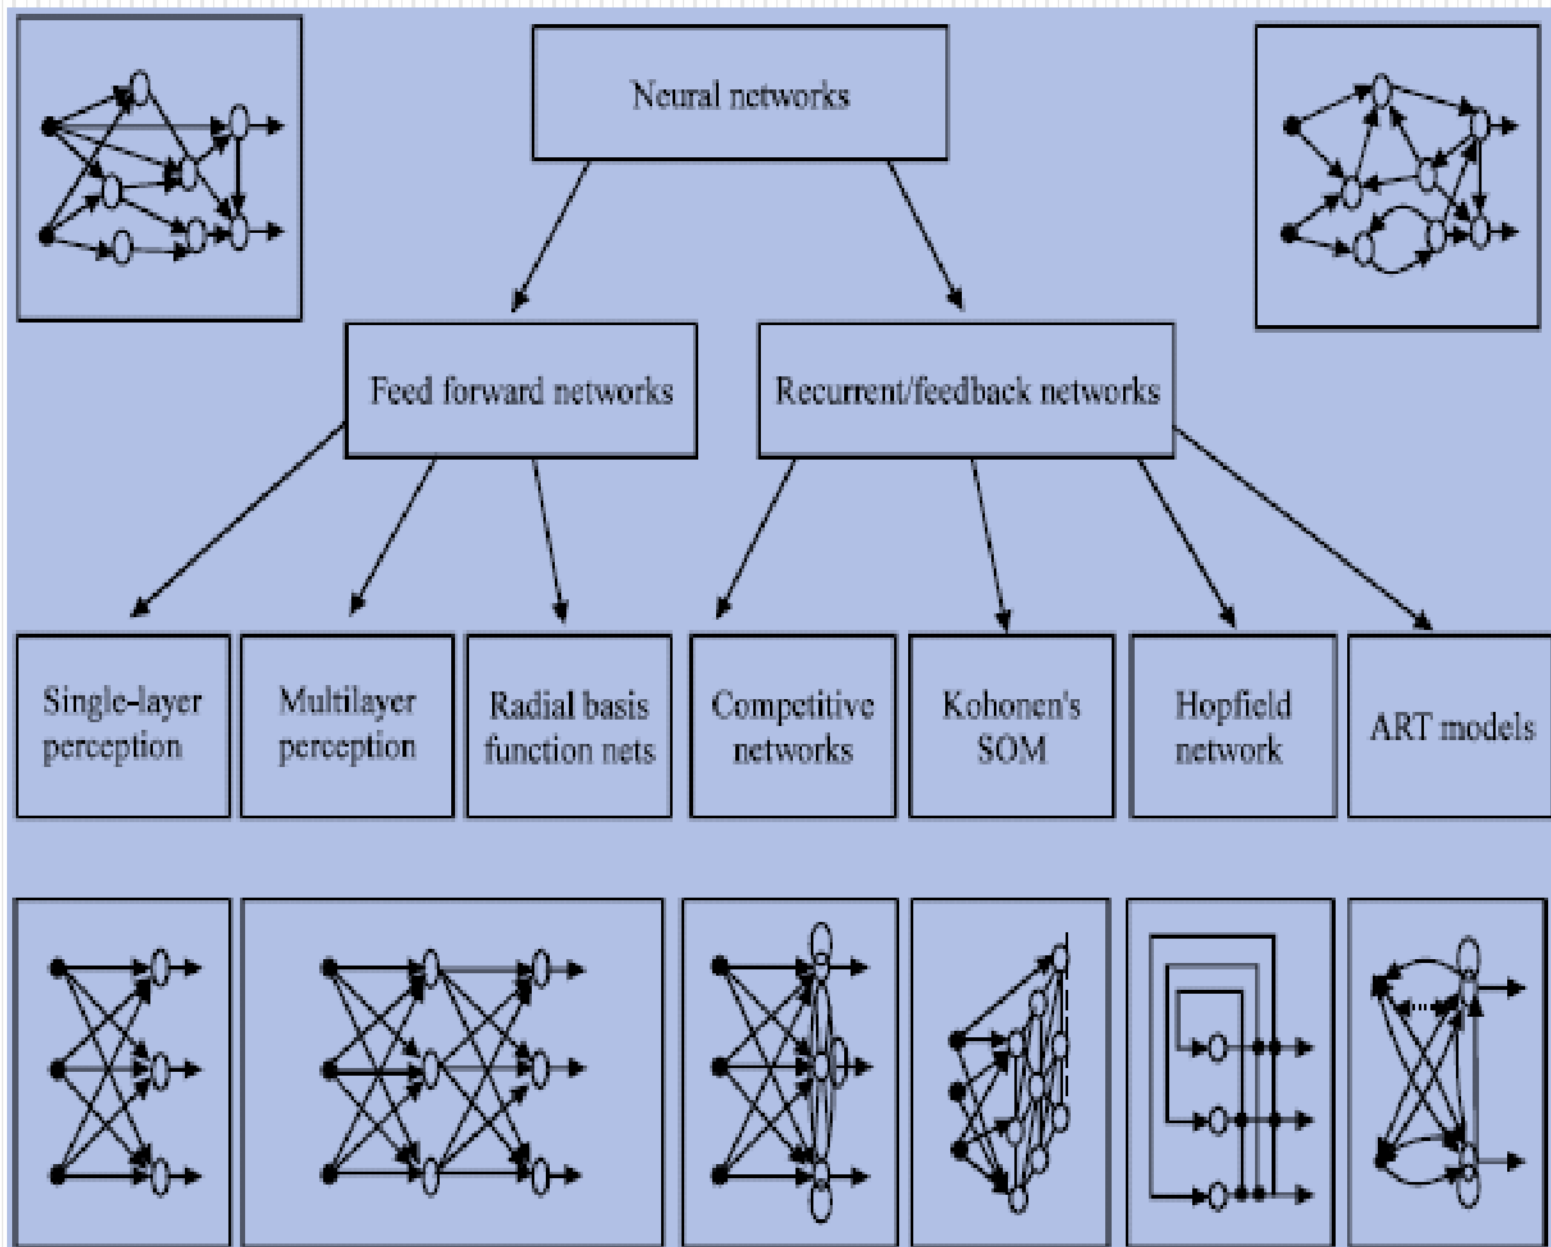 Neural networks
Feed forward networks
Recurrent/feedback networks
Single-layer
perception
Multilayer
perception
Radial basis
function nets
Competitive
networks
Kohonen's
SOM
Hopfield
network
ART models